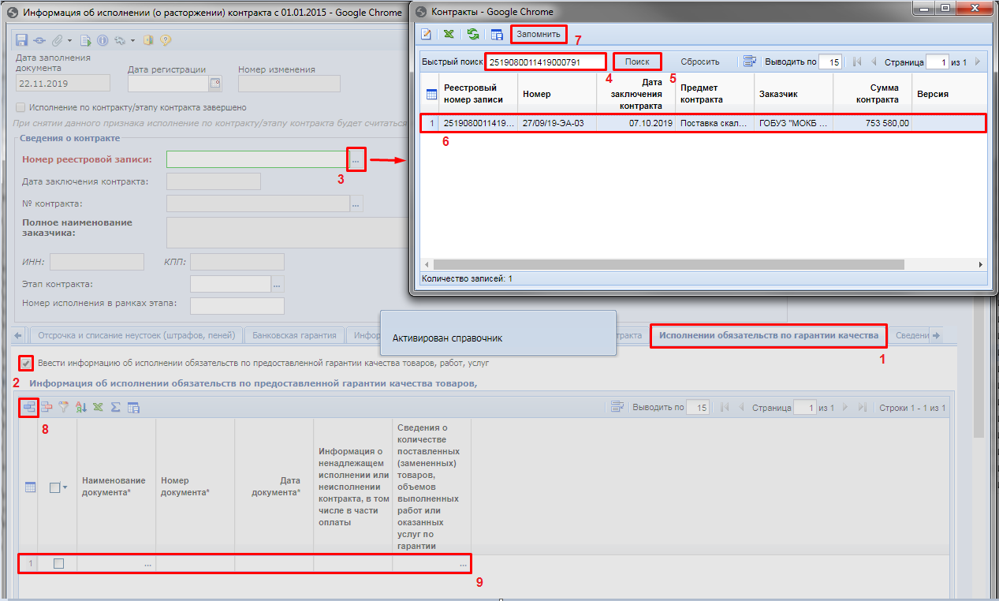 Информация об исполнении (о расторжении) контракта с 01.01.2015 - Google Chrome
Дата заполнения
документа
22.11.2019
Дата регистрации
Номер изменения
Исполнение по контракту/этапу контракта завершено
При снятии данного признака исполнение по контракту/этапу контракта будет считаться
Сведения о контракте
Номер реестровой записи:
...
3
Дата заключения контракта:
№ контракта:
...
Полное наименование
заказчика:
ИНН:
КПП:
Этап контракта:
...
Номер исполнения в рамках этапа:
Контракты - Google Chrome
Запомнить
7
Быстрый поиск
2519080011419000791
Поиск
Сбросить
Выводить по
15
Страница
1
из 1
4
5
Реестровый
номер записи
Номер
Дата
заключения
контракта
Предмет
контракта
Заказчик
Сумма
контракта
Версия
1 2519080011419... 27/09/19-ЭА-03 07.10.2019 Поставка скал... ГОБУЗ "МОКБ ... 753 580,00
6
Количество записей: 1
Активирован справочник
Отсрочка и списание неустоек (штрафов, пеней)
Банковская гарантия
Инфор
тракта
Исполнении обязательств по гарантии качества
Сведени
1
Ввести информацию об исполнении обязательств по предоставленной гарантии качества товаров, работ, услуг
2
Информация об исполнении обязательств по предоставленной гарантии качества товаров,
8
Выводить по
15
Страница
1
из 1
Строки 1 - 1 из 1
Наименование
документа*
Номер
документа*
Дата
документа*
Информация о
ненадлежащем
исполнении или
неисполнении
контракта, в том
числе в части
оплаты
Сведения о
количестве
поставленных
(замененных)
товаров,
объемов
выполненных
работ или
оказанных
услуг по
гарантии
1 ... ...
9